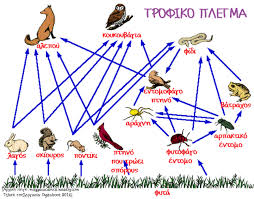 ΤΡΟΦΙΚΟ ΠΛΕΓΜΑ
αλεπού
κουκουβάγια
φίδι
εντομοφάγο
πτηνό
βάτραχος
αράχνη
αρπακτικό
έντομο
λαγός
σκίουρος
ποντίκι
πτηνό
που τρώει
σπόρους
φυτοφάγο
έντομο
φυτά